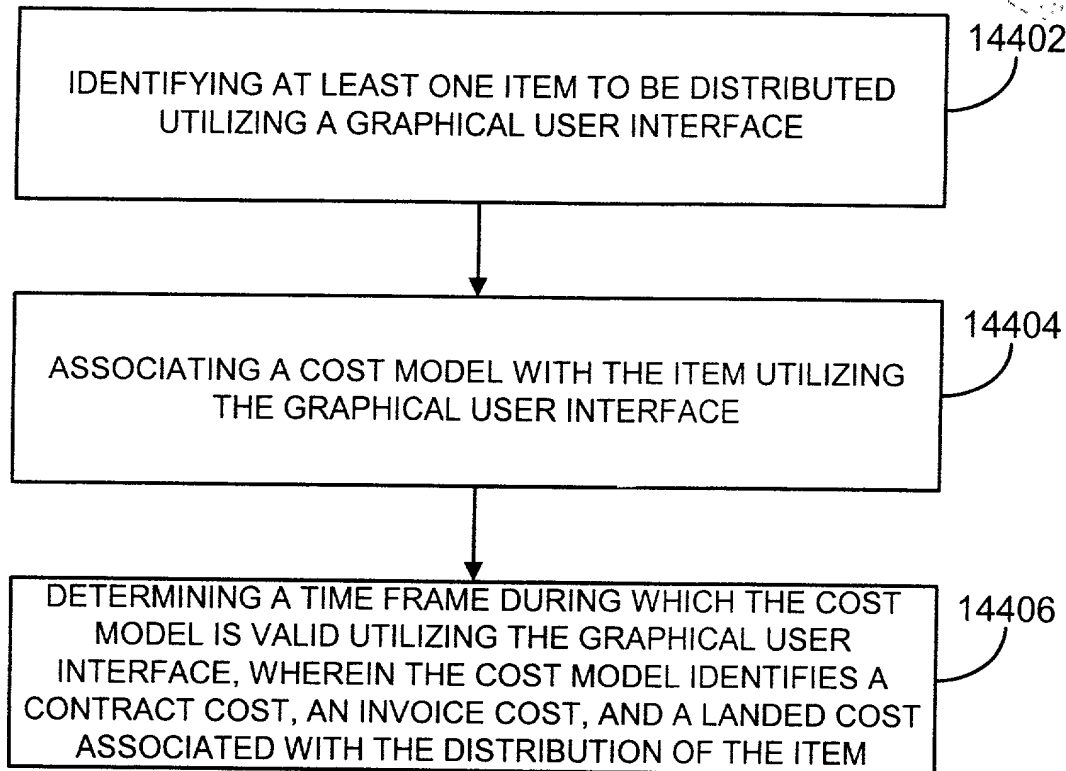 14402
IDENTIFYING AT LEAST ONE ITEM TO BE DISTRIBUTED
UTILIZING A GRAPHICAL USER INTERFACE
14404
ASSOCIATING A COST MODEL WITH THE ITEM UTILIZING
THE GRAPHICAL USER INTERFACE
14406
DETERMINING A TIME FRAME DURING WHICH THE COST
MODEL IS VALID UTILIZING THE GRAPHICAL USER
INTERFACE, WHEREIN THE COST MODEL IDENTIFIES A
CONTRACT COST, AN INVOICE COST, AND A LANDED COST
ASSOCIATED WITH THE DISTRIBUTION OF THE ITEM